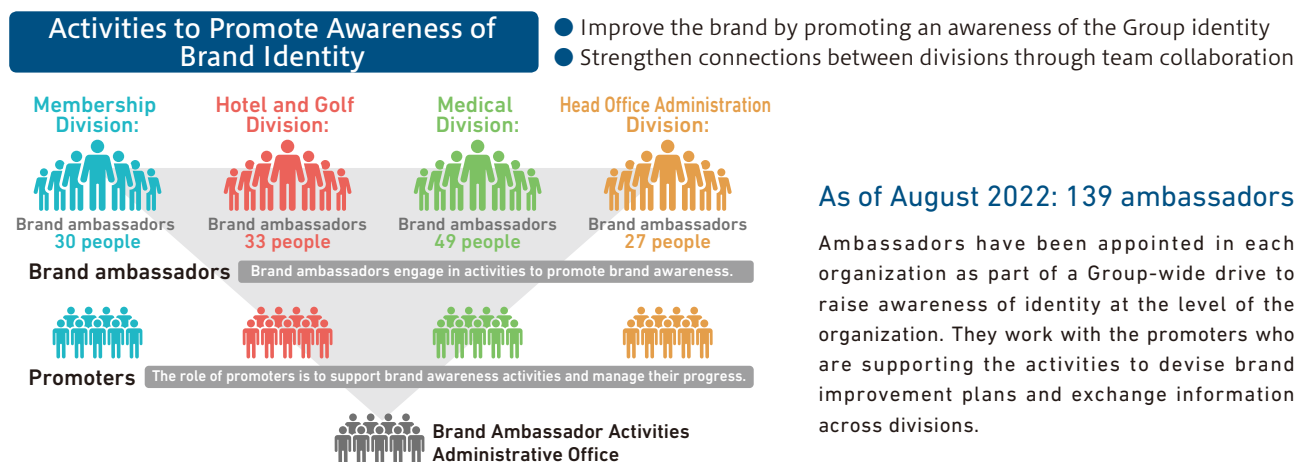 Activities to Promote Awareness of
Brand Identity
● Improve the brand by promoting an awareness of the Group identity
● Strengthen connections between divisions through team collaboration
Membership
Division:
Hotel and Golf
Division:
Medical
Division:
Head Office Administration
Division:
Brand ambassadors
30 people
Brand ambassadors
33 people
Brand ambassadors
49 people
Brand ambassadors
27 people
Brand ambassadors
Brand ambassadors engage in activities to promote brand awareness.
Promoters
The role of promoters is to support brand awareness activities and manage their progress.
Brand Ambassador Activities
Administrative Office
As of August 2022: 139 ambassadors
Ambassadors have been appointed in each
organization as part of a Group-wide drive to
raise awareness of identity at the level of the
organization. They work with the promoters who
are supporting the activities to devise brand
improvement plans and exchange information
across divisions.